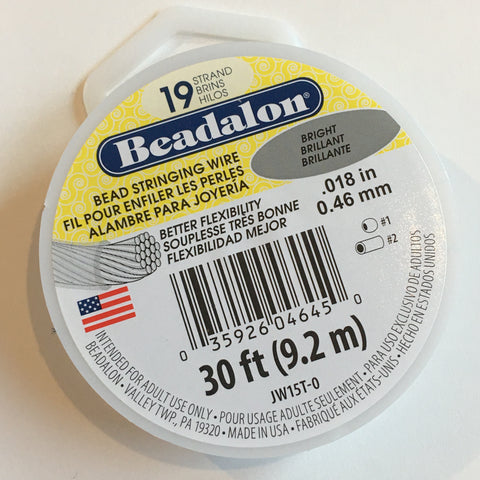 19 STRAND
BRINS
HILOS
Beadalon®
BEAD STRINGING WIRE
FIL POUR ENFILER LES PERLES
ALAMBRE PARA JOYERÍA
BRIGHT
BRILLANT
BRILLANTE
.018 in
0.46 mm
BETTER FLEXIBILITY
SOUPLESSE TRÈS BONNE
FLEXIBILIDAD MEJOR
#1
#2
0 35926 04645 0
30 ft (9.2 m)
JW15T-0
INTENDED FOR ADULT USE ONLY • POUR USAGE ADULTE SEULEMENT • PARA USO EXCLUSIVO DE ADULTOS
BEADALON • VALLEY TWP., PA 19320 • MADE IN USA • FABRIQUÉ AUX ÉTATS-UNIS • HECHO EN ESTADOS UNIDOS